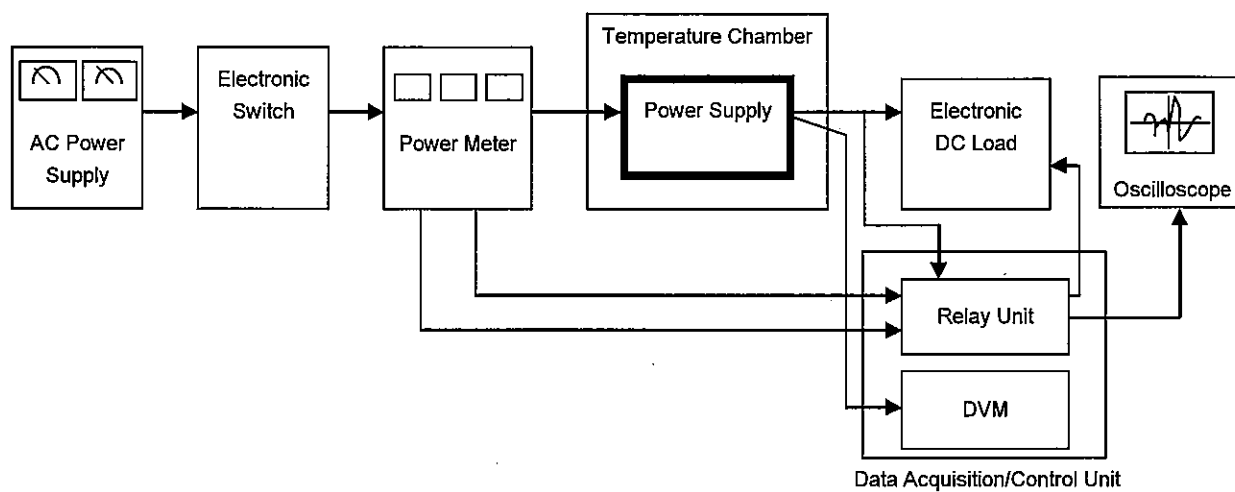 Temperature Chamber
Electronic
Switch
Power Supply
Electronic
DC Load
AC Power
Supply
Power Meter
Oscilloscope
Relay Unit
DVM
Data Acquisition/Control Unit